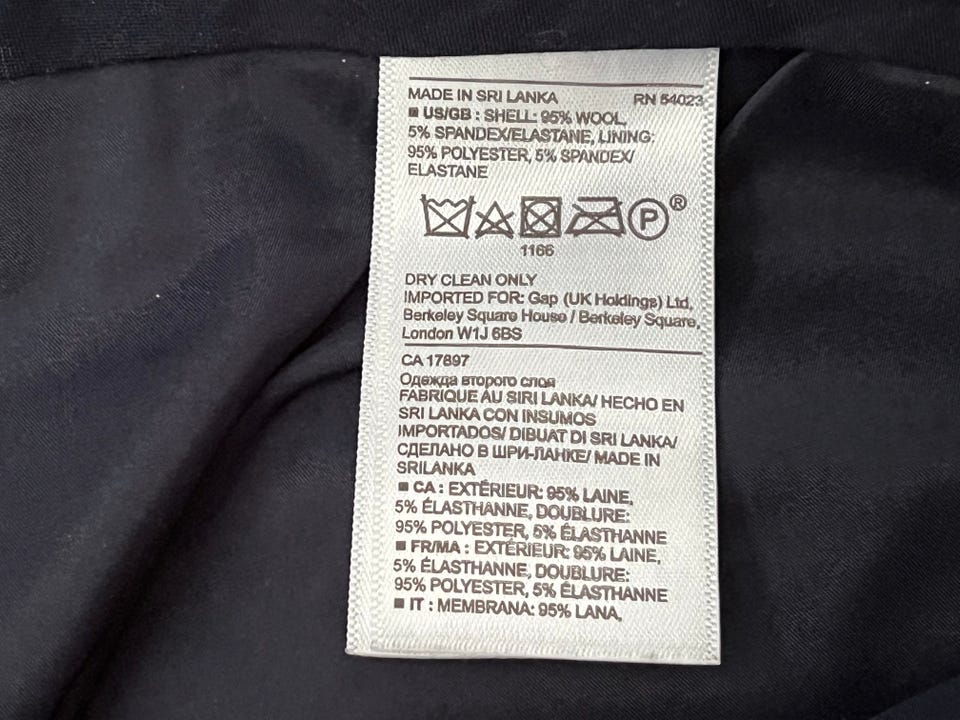 MADE IN SRI LANKA RN 54023
■ US/GB : SHELL: 95% WOOL,
5% SPANDEX/ELASTANE, LINING:
95% POLYESTER, 5% SPANDEX/
ELASTANE
P®
1166
DRY CLEAN ONLY
IMPORTED FOR: Gap (UK Holdings) Ltd,
Berkeley Square House / Berkeley Square,
London W1J 6BS
CA 17897
Одежда второго слоя
FABRIQUE AU SIRI LANKA/ HECHO EN
SRI LANKA CON INSUMOS
IMPORTADOS/ DIBUAT DI SRI LANKA/
СДЕЛАНО В ШРИ-ЛАНКЕ/ MADE IN
SRILANKA
■ CA : EXTÉRIEUR: 95% LAINE,
5% ÉLASTHANNE, DOUBLURE:
95% POLYESTER, 5% ÉLASTHANNE
■ FR/MA : EXTÉRIEUR: 95% LAINE,
5% ÉLASTHANNE, DOUBLURE:
95% POLYESTER, 5% ÉLASTHANNE
■ IT : MEMBRANA: 95% LANA,